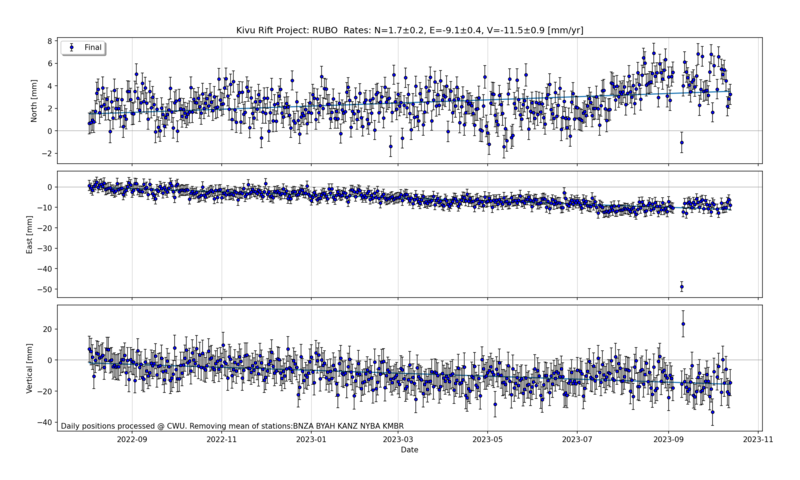 Kivu Rift Project: RUBO Rates: N=1.7±0.2, E=-9.1±0.4, V=-11.5±0.9 [mm/yr]
Final
North [mm]
8
6
4
2
0
−2
East [mm]
0
−10
−20
−30
−40
−50
Vertical [mm]
20
0
−20
−40
Daily positions processed @ CWU. Removing mean of stations:BNZA BYAH KANZ NYBA KMBR
2022-09 2022-11 2023-01 2023-03 2023-05 2023-07 2023-09 2023-11
Date